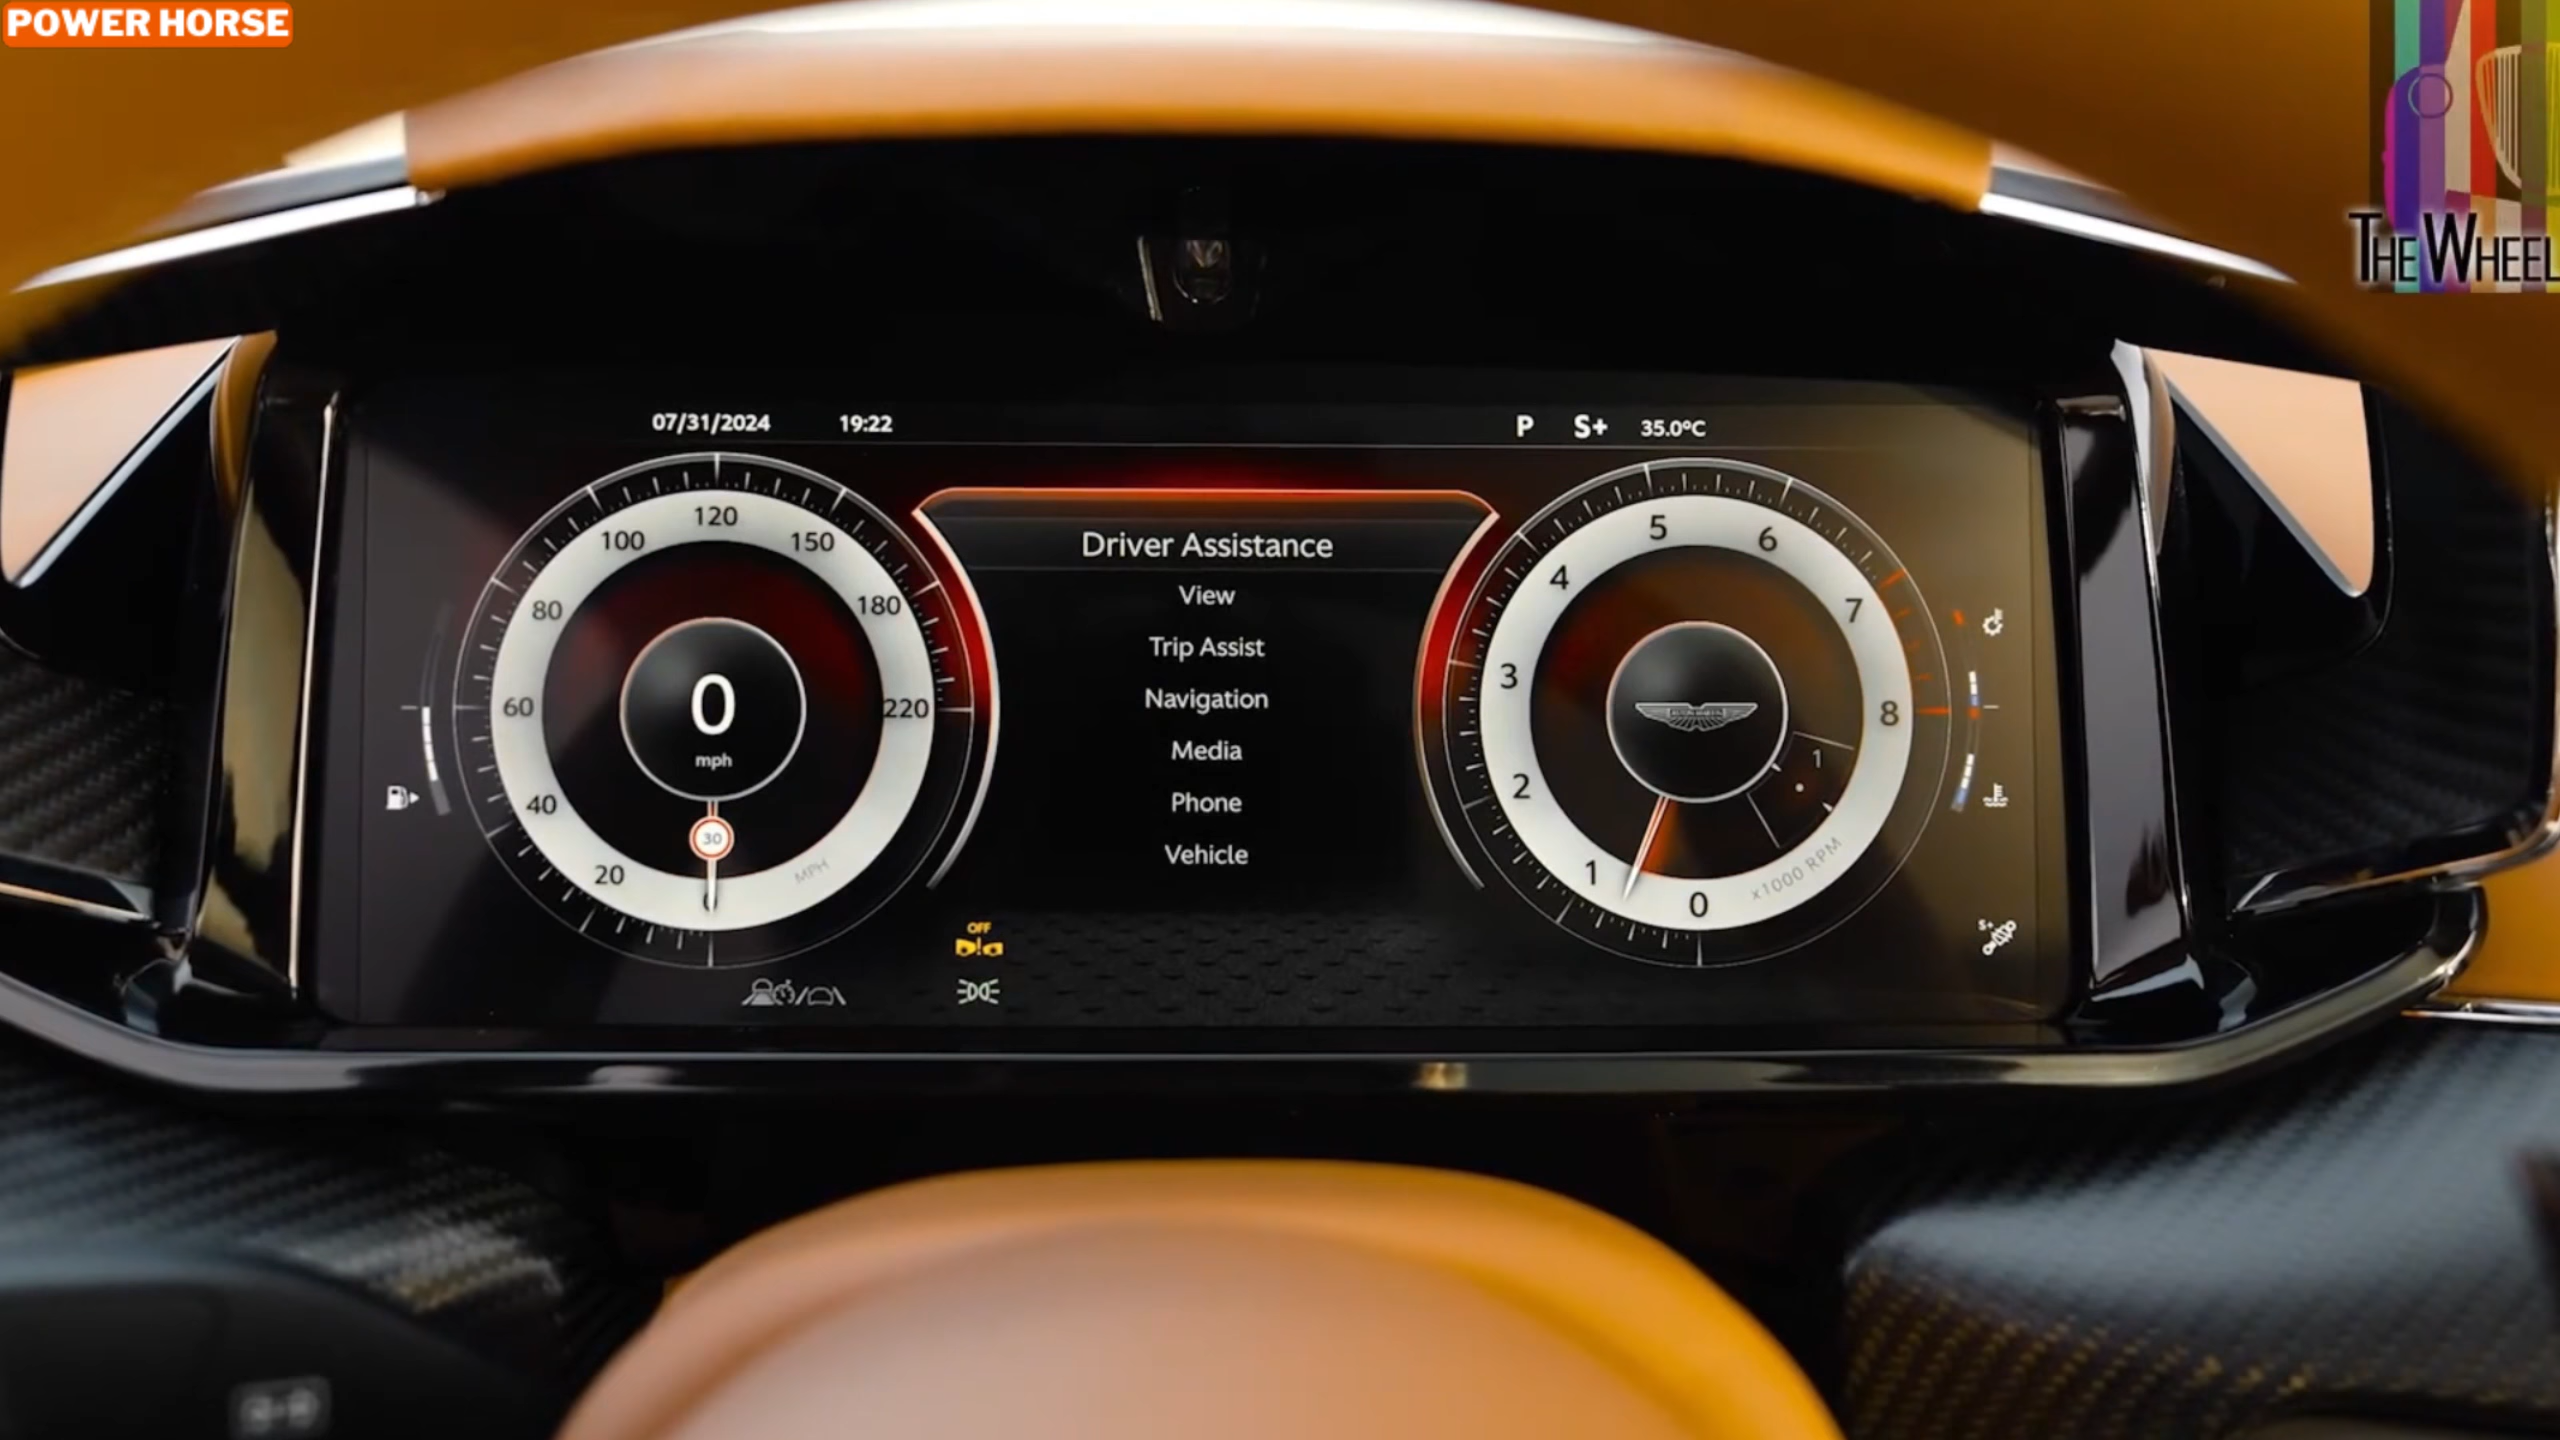 POWER HORSE
THE WHEEL
07/31/2024 19:22
P S+ 35.0°C
120
100 150
80 180
60 220
40
20
0
0
mph
30
MPH
Driver Assistance
View
Trip Assist
Navigation
Media
Phone
Vehicle
5
4 6
3 7
2 8
1
0
1
x1000 RPM
OFF
S+